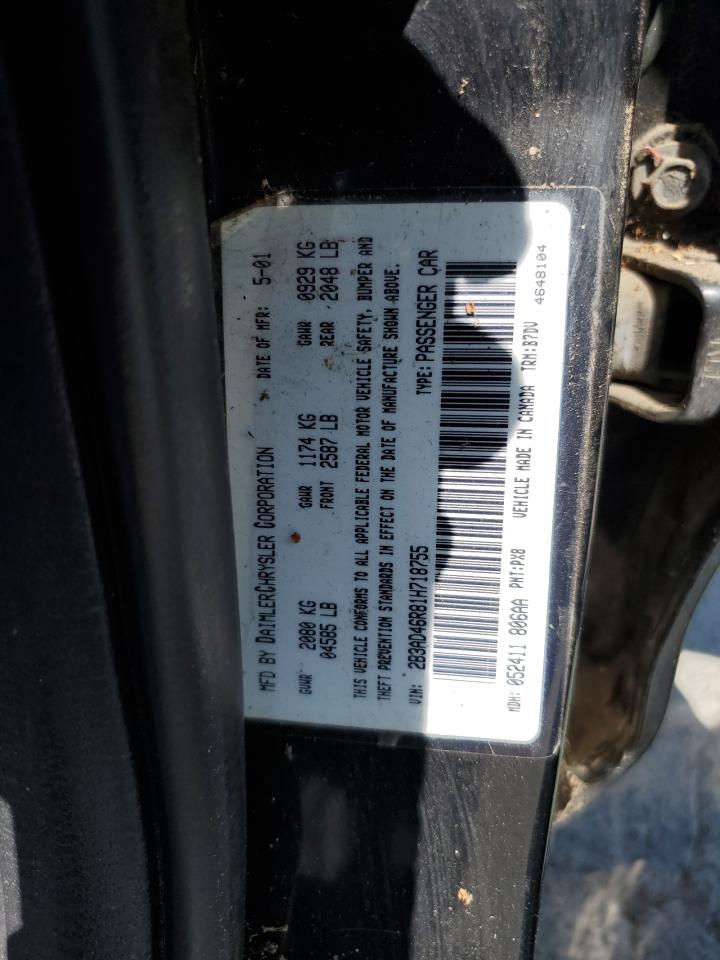 MFD BY DAIMLERCHRYSLER CORPORATION DATE OF MFR: 5-01
GVWR 2080 KG GAWR 1174 KG GAWR 0929 KG
04585 LB FRONT 2587 LB REAR 2048 LB
THIS VEHICLE CONFORMS TO ALL APPLICABLE FEDERAL MOTOR VEHICLE SAFETY, BUMPER AND
THEFT PREVENTION STANDARDS IN EFFECT ON THE DATE OF MANUFACTURE SHOWN ABOVE.
VIN: 2B3AD46R81H718755 TYPE: PASSENGER CAR
MDH: 052411 806AA PNT:PX8 VEHICLE MADE IN CANADA TRM:B7DV
4648104